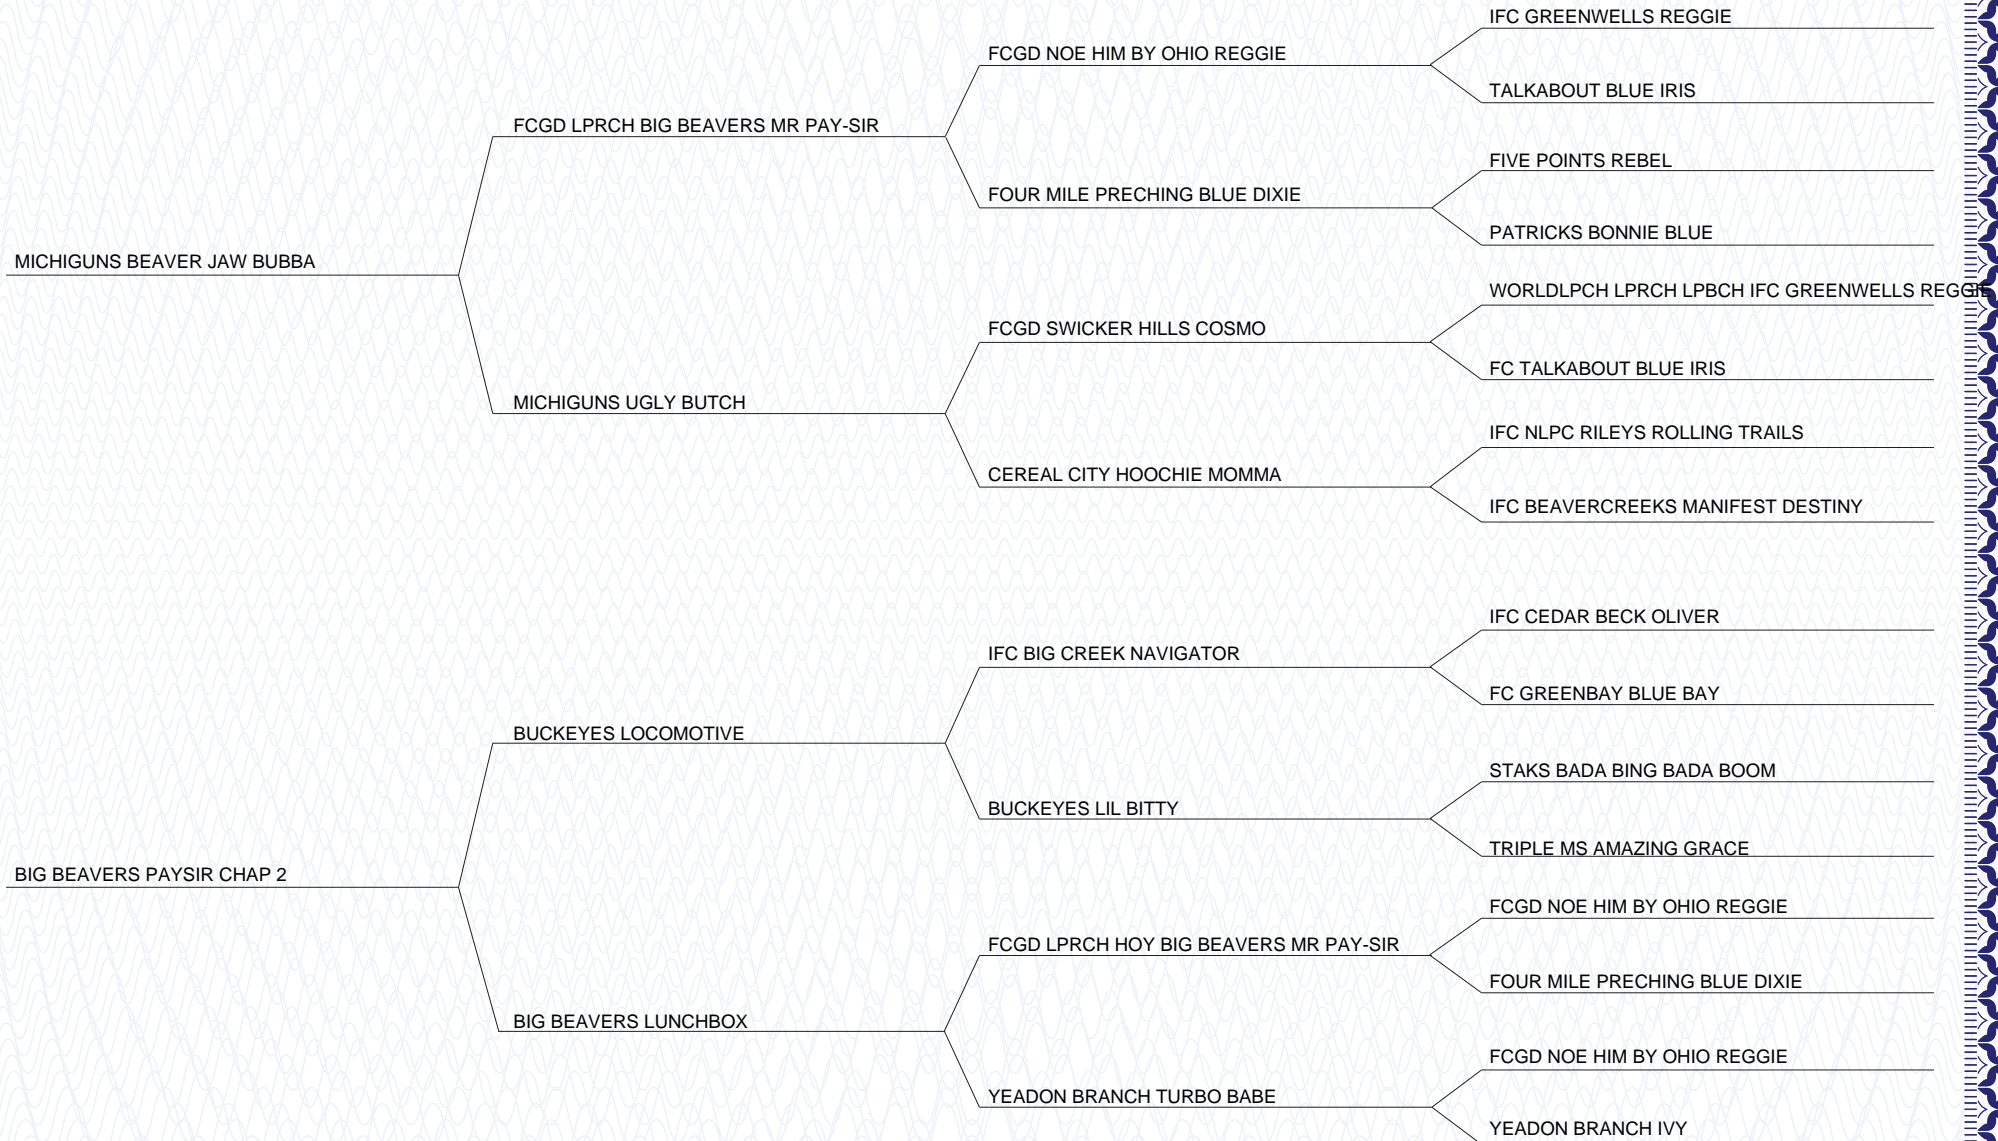 IFC GREENWELLS REGGIE
FCGD NOE HIM BY OHIO REGGIE
TALKABOUT BLUE IRIS
FCGD LPRCH BIG BEAVERS MR PAY-SIR
FIVE POINTS REBEL
FOUR MILE PRECHING BLUE DIXIE
PATRICKS BONNIE BLUE
MICHIGUNS BEAVER JAW BUBBA
WORLDLPCH LPRCH LPBCH IFC GREENWELLS REGGIE
FCGD SWICKER HILLS COSMO
FC TALKABOUT BLUE IRIS
MICHIGUNS UGLY BUTCH
IFC NLPC RILEYS ROLLING TRAILS
CEREAL CITY HOOCHIE MOMMA
IFC BEAVERCREEKS MANIFEST DESTINY
IFC CEDAR BECK OLIVER
IFC BIG CREEK NAVIGATOR
FC GREENBAY BLUE BAY
BUCKEYES LOCOMOTIVE
STAKS BADA BING BADA BOOM
BUCKEYES LIL BITTY
TRIPLE MS AMAZING GRACE
BIG BEAVERS PAYSIR CHAP 2
FCGD NOE HIM BY OHIO REGGIE
FCGD LPRCH HOY BIG BEAVERS MR PAY-SIR
FOUR MILE PRECHING BLUE DIXIE
BIG BEAVERS LUNCHBOX
FCGD NOE HIM BY OHIO REGGIE
YEADON BRANCH TURBO BABE
YEADON BRANCH IVY